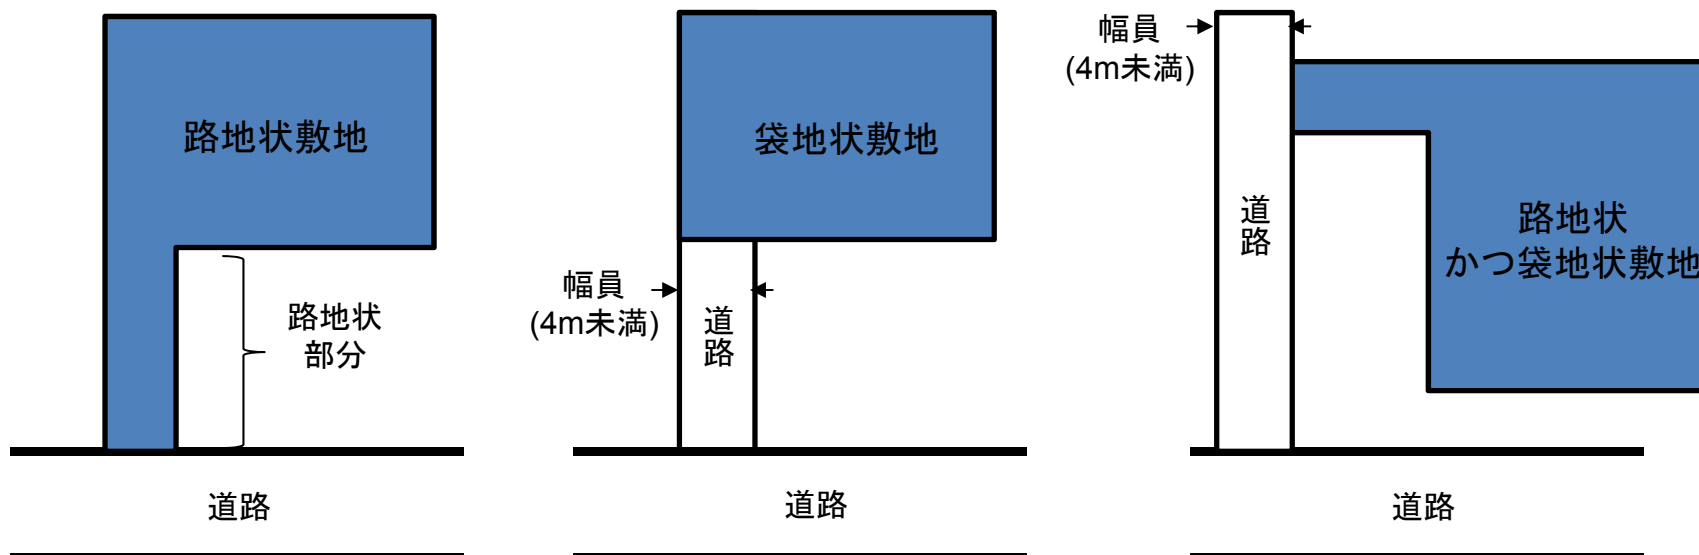 路地状敷地
路地状
部分
道路
袋地状敷地
幅員
(4m未満)
道路
道路
幅員
(4m未満)
道路
路地状
かつ袋地状敷地
道路